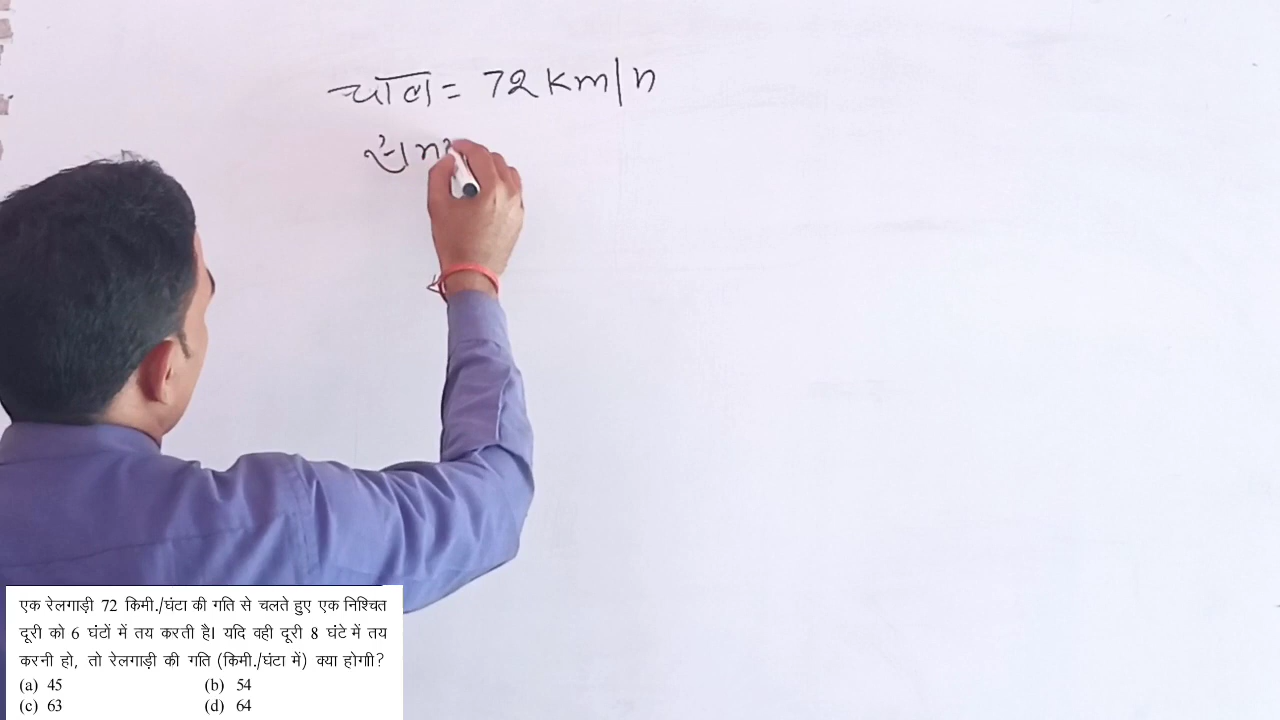 चाल = 72 Km/h
एक रेलगाड़ी 72 किमी./घंटा की गति से चलते हुए एक निश्चित
दूरी को 6 घंटों में तय करती है। यदि वही दूरी 8 घंटे में तय
करनी हो, तो रेलगाड़ी की गति (किमी./घंटा में) क्या होगी?
(a) 45 (b) 54
(c) 63 (d) 64